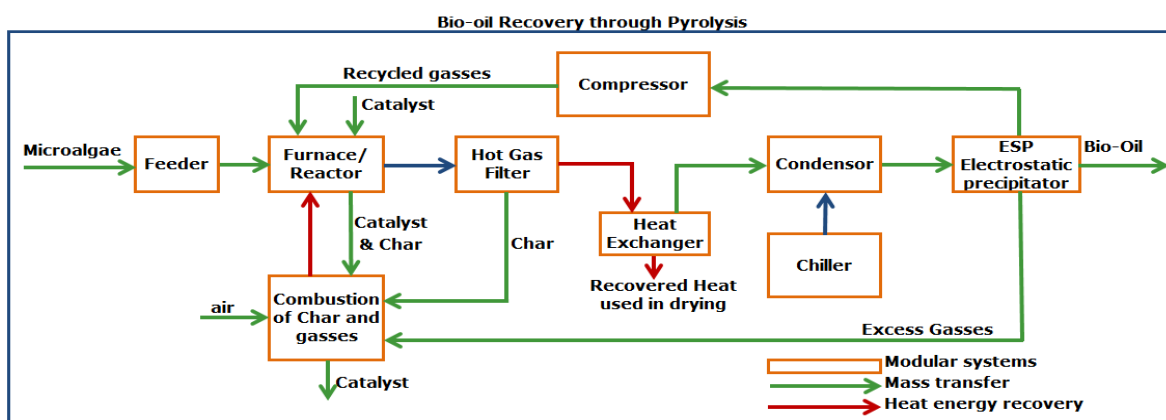 Bio-oil Recovery through Pyrolysis
Recycled gasses
Compressor
Catalyst
Microalgae
Feeder
Furnace/
Reactor
Hot Gas
Filter
Condensor
ESP
Electrostatic
precipitator
Bio-Oil
Catalyst
& Char
Char
Heat
Exchanger
Chiller
Recovered Heat
used in drying
air
Combustion
of Char and
gasses
Excess Gasses
Catalyst
Modular systems
Mass transfer
Heat energy recovery